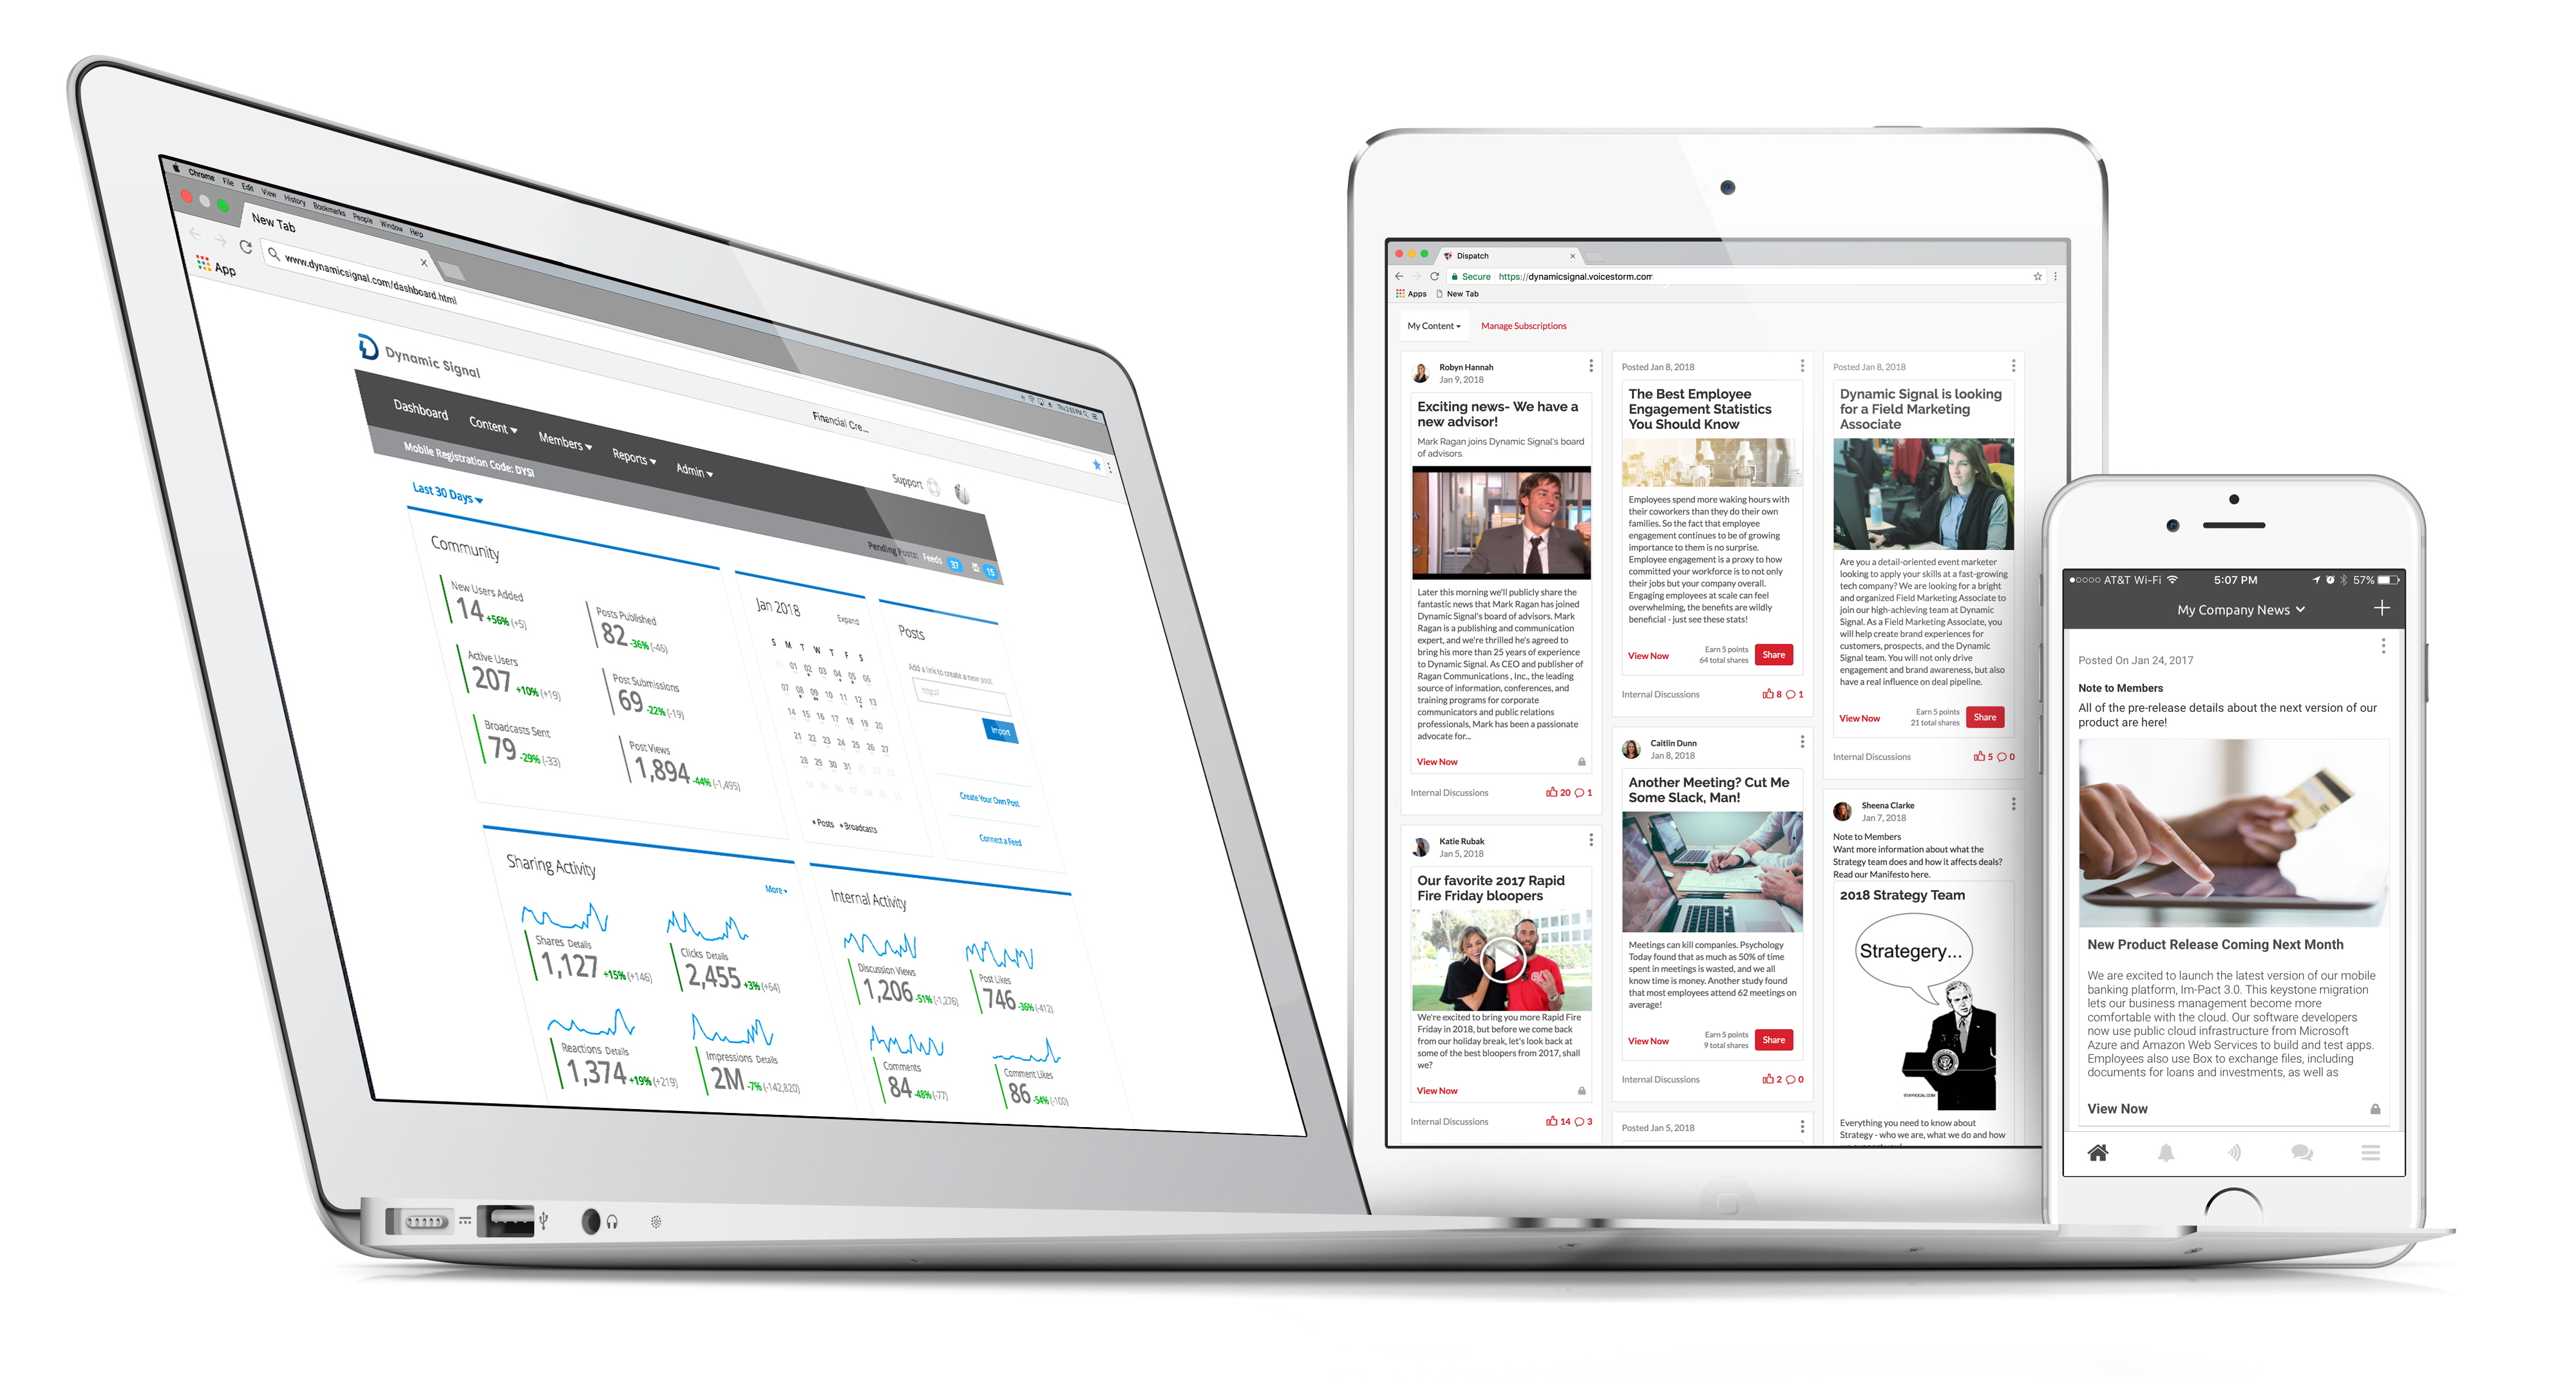 Chrome File Edit View History Bookmarks People Window Help
New Tab
www.dynamicsignal.com/dashboard.html
App
Financial Cre...
Dynamic Signal
Support
Dashboard Content Members Reports Admin
Mobile Registration Code: DYSI
Pending Posts: Feeds 37 15
Last 30 Days
Community
New Users Added
14 +56% (+5)
Posts Published
82 -36% (-46)
Active Users
207 +10% (+19)
Post Submissions
69 -22% (-19)
Broadcasts Sent
79 -29% (-33)
Post Views
1,894 -44% (-1,495)
Jan 2018 Expand
S M T W T F S
31 01 02 03 04 05 06
07 08 09 10 11 12 13
14 15 16 17 18 19 20
21 22 23 24 25 26 27
28 29 30 31 01 02 03
04 05 06 07 08 09 10
Posts Broadcasts
Posts
Add a link to create a new post
http://
Import
Create Your Own Post
Connect a Feed
Sharing Activity
More
Shares Details
1,127 +15% (+146)
Clicks Details
2,455 +3% (+64)
Reactions Details
1,374 +19% (+219)
Impressions Details
2M -7% (-142,820)
Internal Activity
Discussion Views
1,206 -51% (-1,276)
Post Likes
746 -36% (-412)
Comments
84 -48% (-77)
Comment Likes
86 -54% (-100)
Dispatch
Secure https://dynamicsignal.voicestorm.com
Apps New Tab
My Content Manage Subscriptions
Robyn Hannah
Jan 9, 2018
Exciting news- We have a
new advisor!
Mark Ragan joins Dynamic Signal's board
of advisors.
Later this morning we'll publicly share the
fantastic news that Mark Ragan has joined
Dynamic Signal's board of advisors. Mark
Ragan is a publishing and communication
expert, and we're thrilled he's agreed to
bring his more than 25 years of experience
to Dynamic Signal. As CEO and publisher of
Ragan Communications , Inc., the leading
source of information, conferences, and
training programs for corporate
communicators and public relations
professionals, Mark has been a passionate
advocate for...
View Now
Internal Discussions 20 1
Katie Rubak
Jan 5, 2018
Our favorite 2017 Rapid
Fire Friday bloopers
We're excited to bring you more Rapid Fire
Friday in 2018, but before we come back
from our holiday break, let's look back at
some of the best bloopers from 2017, shall
we?
View Now
Internal Discussions 14 3
Posted Jan 8, 2018
The Best Employee
Engagement Statistics
You Should Know
Employees spend more waking hours with
their coworkers than they do their own
families. So the fact that employee
engagement continues to be of growing
importance to them is no surprise.
Employee engagement is a proxy to how
committed your workforce is to not only
their jobs but your company overall.
Engaging employees at scale can feel
overwhelming, the benefits are wildly
beneficial - just see these stats!
View Now
Earn 5 points
64 total shares
Share
Internal Discussions 8 1
Caitlin Dunn
Jan 8, 2018
Another Meeting? Cut Me
Some Slack, Man!
Meetings can kill companies. Psychology
Today found that as much as 50% of time
spent in meetings is wasted, and we all
know time is money. Another study found
that most employees attend 62 meetings on
average!
View Now
Earn 5 points
9 total shares
Share
Internal Discussions 2 0
Posted Jan 5, 2018
Posted Jan 8, 2018
Dynamic Signal is looking
for a Field Marketing
Associate
Are you a detail-oriented event marketer
looking to apply your skills at a fast-growing
tech company? We are looking for a bright
and organized Field Marketing Associate to
join our high-achieving team at Dynamic
Signal. As a Field Marketing Associate, you
will help create brand experiences for
customers, prospects, and the Dynamic
Signal team. You will not only drive
engagement and brand awareness, but also
have a real influence on deal pipeline.
View Now
Earn 5 points
21 total shares
Share
Internal Discussions 5 0
Sheena Clarke
Jan 7, 2018
Note to Members
Want more information about what the
Strategy team does and how it affects deals?
Read our Manifesto here.
2018 Strategy Team
Strategery...
STAYVOCAL.COM
Everything you need to know about
Strategy - who we are, what we do and how
AT&T Wi-Fi 5:07 PM 57%
My Company News +
Posted On Jan 24, 2017
Note to Members
All of the pre-release details about the next version of our
product are here!
New Product Release Coming Next Month
We are excited to launch the latest version of our mobile
banking platform, Im-Pact 3.0. This keystone migration
lets our business management become more
comfortable with the cloud. Our software developers
now use public cloud infrastructure from Microsoft
Azure and Amazon Web Services to build and test apps.
Employees also use Box to exchange files, including
documents for loans and investments, as well as
View Now